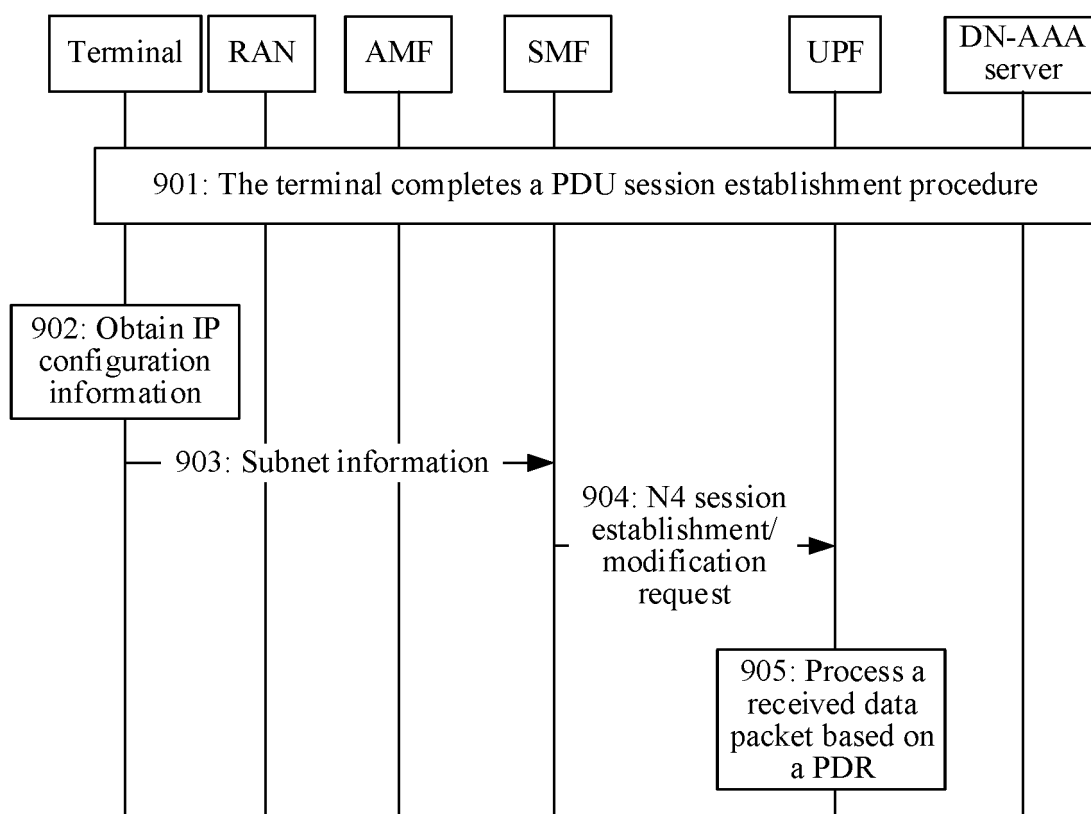 Terminal
RAN
AMF
SMF
UPF
DN-AAA
server
901: The terminal completes a PDU session establishment procedure
902: Obtain IP
configuration
information
903: Subnet information
904: N4 session
establishment/
modification
request
905: Process a
received data
packet based on
a PDR